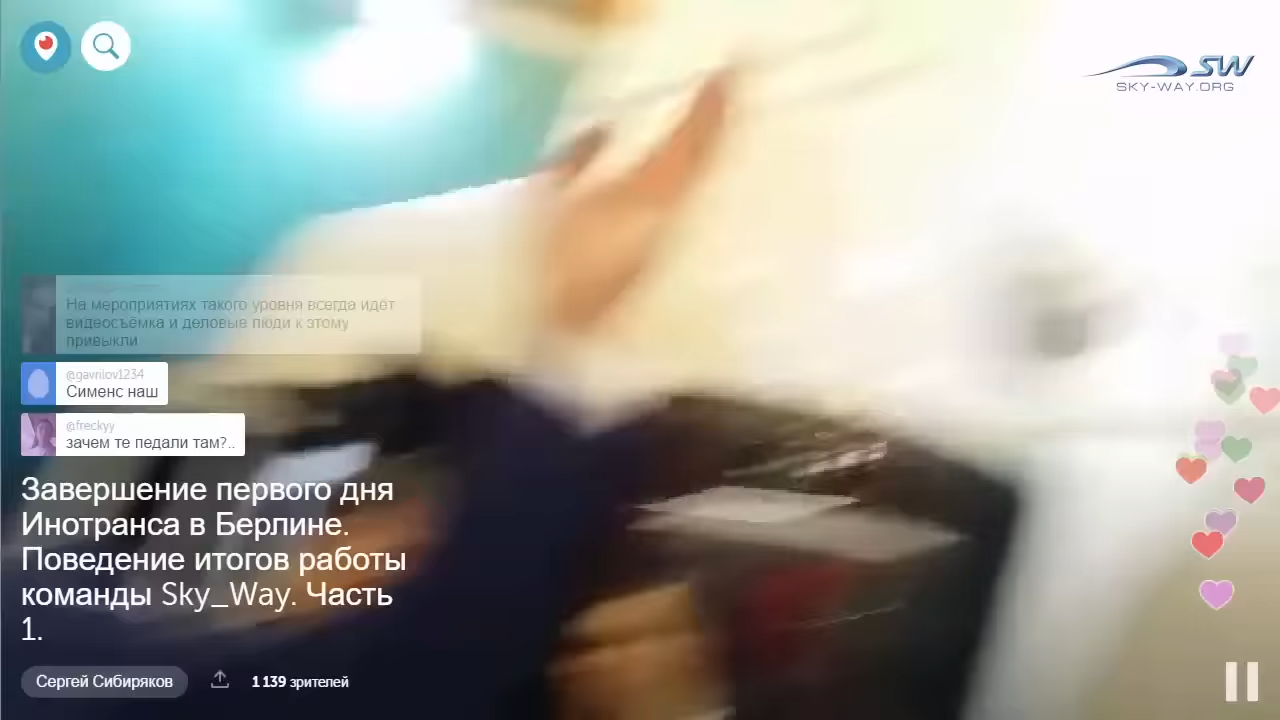 SW
SKY-WAY.ORG
На мероприятиях такого уровня всегда идёт
видеосъёмка и деловые люди к этому
привыкли
@gavrilov1234
Сименс наш
@freckyy
зачем те педали там?..
Завершение первого дня
Инотранса в Берлине.
Поведение итогов работы
команды Sky_Way. Часть
1.
Сергей Сибиряков
1 139 зрителей